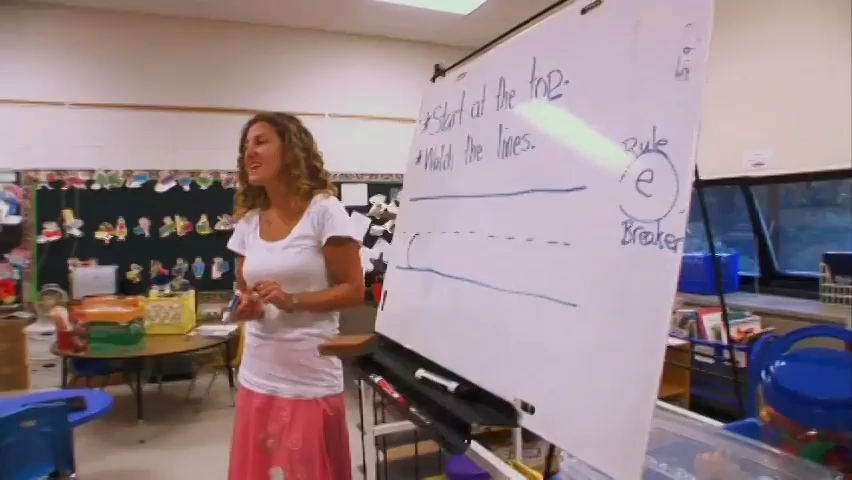 *Start at the top.
*Watch the lines.
Rule
e
Breaker